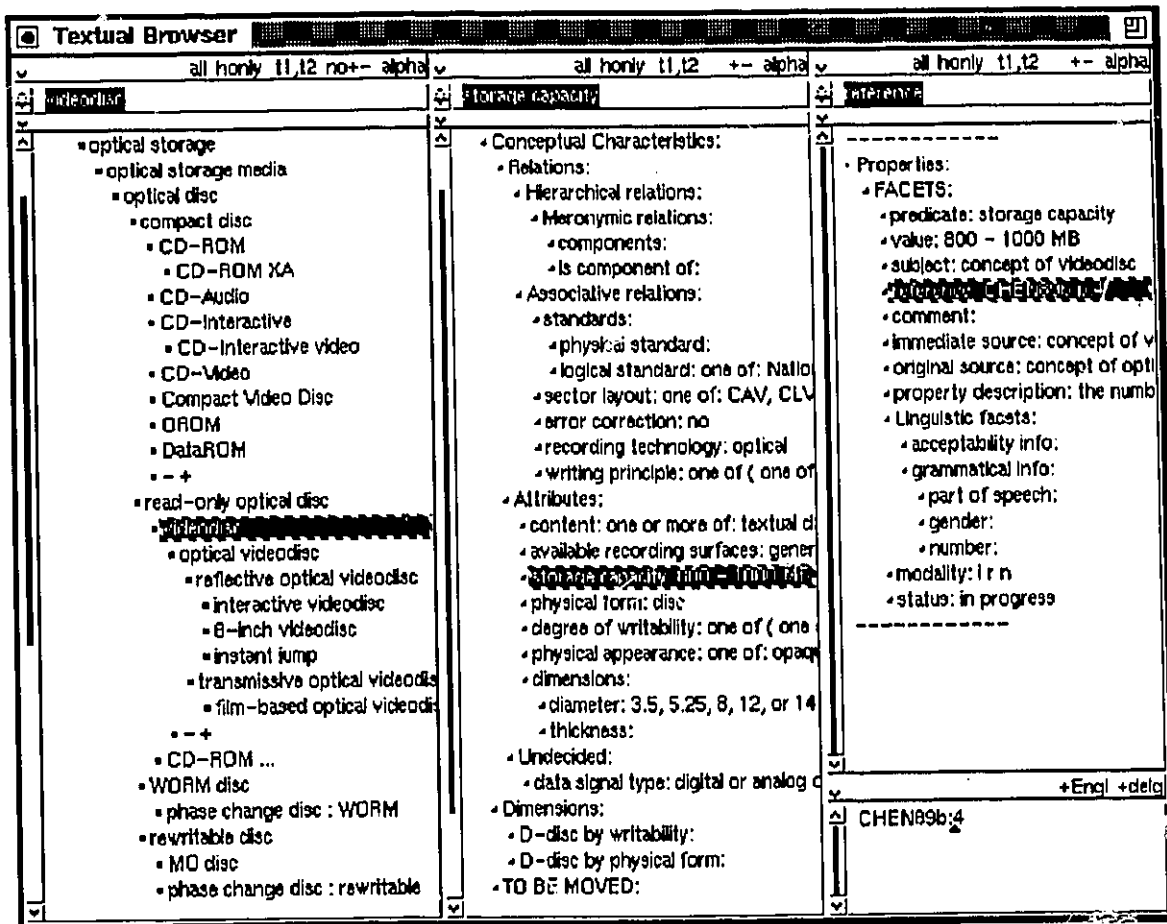 Textual Browser
all honly t1,t2 no+- alpha
videodisc
optical storage
optical storage media
optical disc
compact disc
CD-ROM
CD-ROM XA
CD-Audio
CD-Interactive
CD-Interactive video
CD-Video
Compact Video Disc
OROM
DataROM
- +
read-only optical disc
videodisc
optical videodisc
reflective optical videodisc
interactive videodisc
8-inch videodisc
instant jump
transmissive optical videodis
film-based optical videodi
- +
CD-ROM ...
WORM disc
phase change disc : WORM
rewritable disc
MO disc
phase change disc : rewritable
all honly t1,t2 +- alpha
storage capacity
Conceptual Characteristics:
Relations:
Hierarchical relations:
Meronymic relations:
components:
is component of:
Associative relations:
standards:
physical standard:
logical standard: one of: Natio
sector layout: one of: CAV, CLV
error correction: no
recording technology: optical
writing principle: one of ( one of
Attributes:
content: one or more of: textual d
available recording surfaces: gener
storage capacity: 800 - 1000 MB
physical form: disc
degree of writability: one of ( one
physical appearance: one of: opaq
dimensions:
diameter: 3.5, 5.25, 8, 12, or 14
thickness:
Undecided:
data signal type: digital or analog
Dimensions:
D-disc by writability:
D-disc by physical form:
TO BE MOVED:
all honly t1,t2 +- alpha
reference
------------
Properties:
FACETS:
predicate: storage capacity
value: 800 - 1000 MB
subject: concept of videodisc
comment:
immediate source: concept of v
original source: concept of opti
property description: the numb
Linguistic facets:
acceptability info:
grammatical info:
part of speech:
gender:
number:
modality: i r n
status: in progress
------------
+Engl +delq
CHEN89b:4